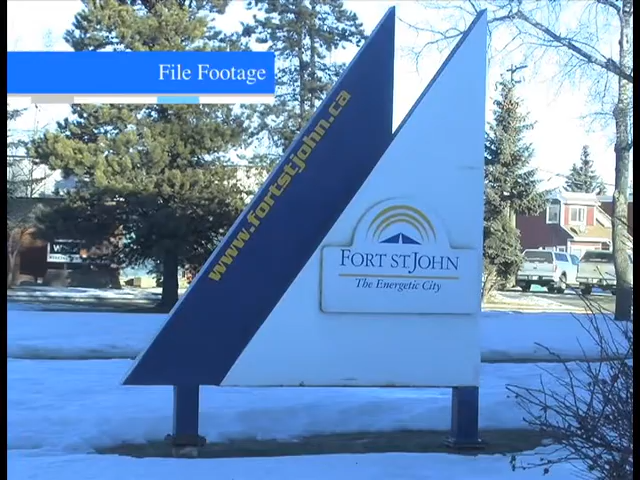 File Footage
www.fortstjohn.ca
FORT ST. JOHN
The Energetic City